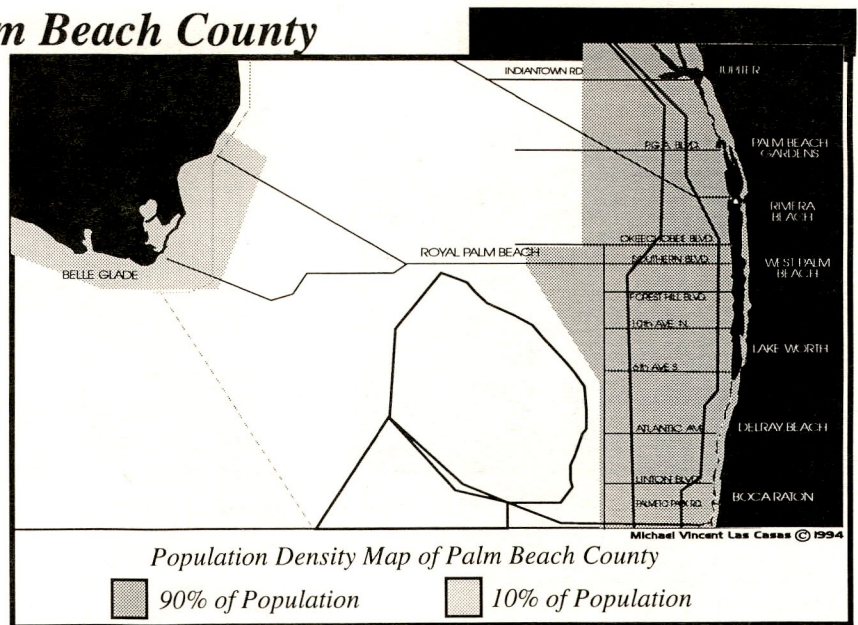 m Beach County
INDIANTOWN RD.
JUPITER
P.G.A. BLVD.
PALM BEACH
GARDENS
RIVIERA
BEACH
OKEECHOBEE BLVD.
ROYAL PALM BEACH
SOUTHERN BLVD.
WEST PALM
BEACH
BELLE GLADE
FOREST HILL BLVD.
10th AVE. N.
LAKE WORTH
6th AVE S.
ATLANTIC AVE
DELRAY BEACH
LINTON BLVD.
BOCA RATON
PALMETTO PARK RD.
Michael Vincent Las Casas © 1994
Population Density Map of Palm Beach County
90% of Population
10% of Population